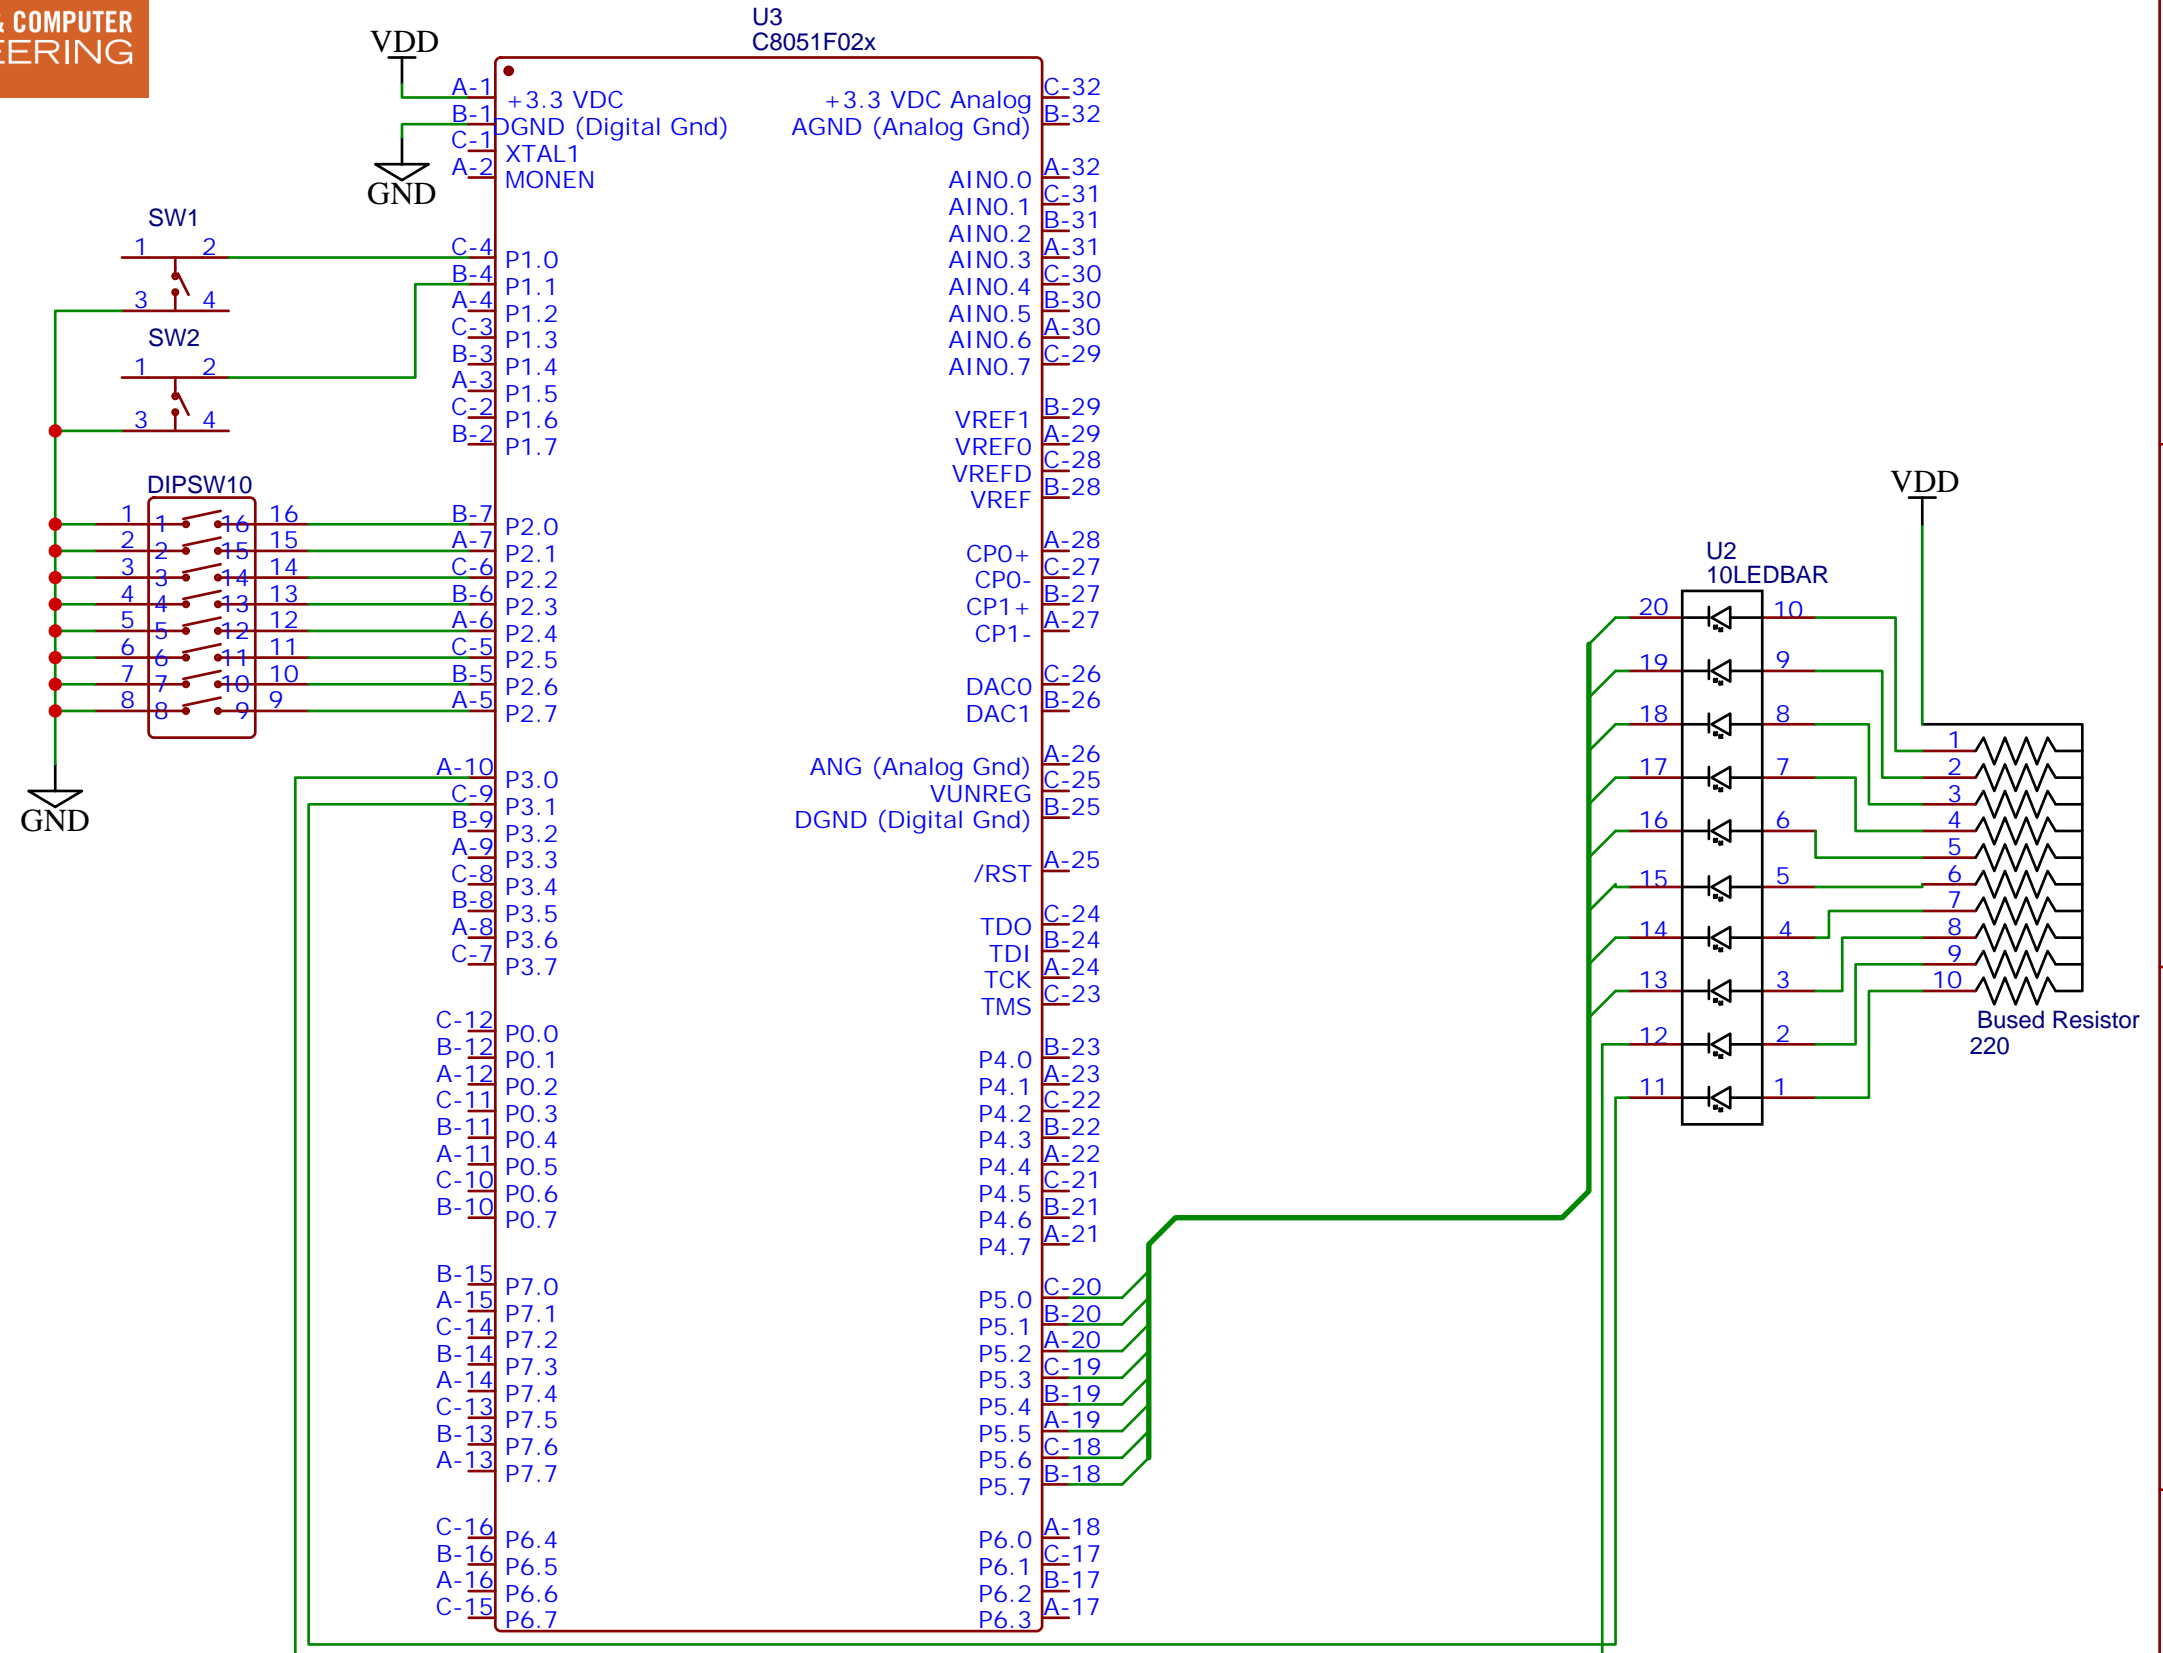 & COMPUTER
EERING
VDD
GND
U3
C8051F02x
A-1 +3.3 VDC
B-1 DGND (Digital Gnd)
C-1 XTAL1
A-2 MONEN
SW1
1 2
3 4
SW2
1 2
3 4
C-4 P1.0
B-4 P1.1
A-4 P1.2
C-3 P1.3
B-3 P1.4
A-3 P1.5
C-2 P1.6
B-2 P1.7
DIPSW10
1 1 16 16
2 2 15 15
3 3 14 14
4 4 13 13
5 5 12 12
6 6 11 11
7 7 10 10
8 8 9 9
GND
B-7 P2.0
A-7 P2.1
C-6 P2.2
B-6 P2.3
A-6 P2.4
C-5 P2.5
B-5 P2.6
A-5 P2.7
A-10 P3.0
C-9 P3.1
B-9 P3.2
A-9 P3.3
C-8 P3.4
B-8 P3.5
A-8 P3.6
C-7 P3.7
C-12 P0.0
B-12 P0.1
A-12 P0.2
C-11 P0.3
B-11 P0.4
A-11 P0.5
C-10 P0.6
B-10 P0.7
B-15 P7.0
A-15 P7.1
C-14 P7.2
B-14 P7.3
A-14 P7.4
C-13 P7.5
B-13 P7.6
A-13 P7.7
C-16 P6.4
B-16 P6.5
A-16 P6.6
C-15 P6.7
+3.3 VDC Analog C-32
AGND (Analog Gnd) B-32
AIN0.0 A-32
AIN0.1 C-31
AIN0.2 B-31
AIN0.3 A-31
AIN0.4 C-30
AIN0.5 B-30
AIN0.6 A-30
AIN0.7 C-29
VREF1 B-29
VREF0 A-29
VREFD C-28
VREF B-28
CP0+ A-28
CP0- C-27
CP1+ B-27
CP1- A-27
DAC0 C-26
DAC1 B-26
ANG (Analog Gnd) A-26
VUNREG C-25
DGND (Digital Gnd) B-25
/RST A-25
TDO C-24
TDI B-24
TCK A-24
TMS C-23
P4.0 B-23
P4.1 A-23
P4.2 C-22
P4.3 B-22
P4.4 A-22
P4.5 C-21
P4.6 B-21
P4.7 A-21
P5.0 C-20
P5.1 B-20
P5.2 A-20
P5.3 C-19
P5.4 B-19
P5.5 A-19
P5.6 C-18
P5.7 B-18
P6.0 A-18
P6.1 C-17
P6.2 B-17
P6.3 A-17
U2
10LEDBAR
20 10
19 9
18 8
17 7
16 6
15 5
14 4
13 3
12 2
11 1
VDD
1
2
3
4
5
6
7
8
9
10
Bused Resistor
220